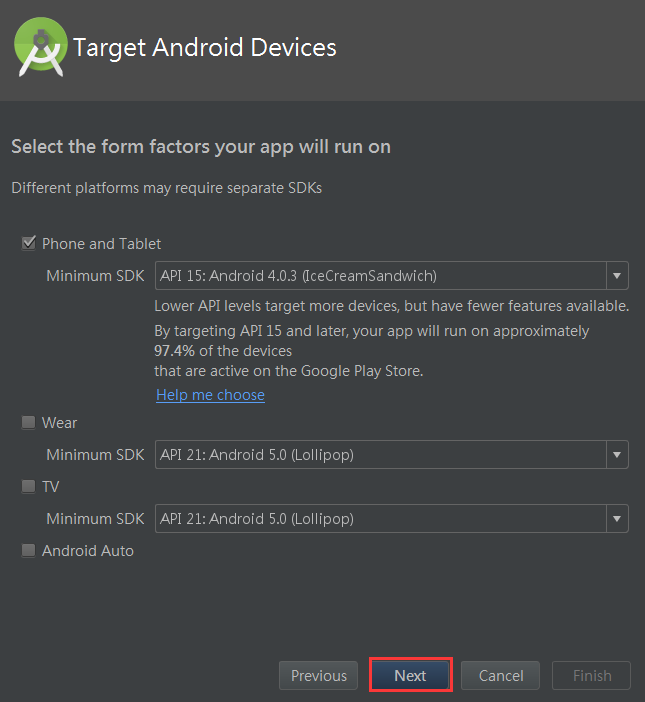 Target Android Devices
Select the form factors your app will run on
Different platforms may require separate SDKs
Phone and Tablet
Minimum SDK API 15: Android 4.0.3 (IceCreamSandwich)
Lower API levels target more devices, but have fewer features available.
By targeting API 15 and later, your app will run on approximately
97.4% of the devices
that are active on the Google Play Store.
Help me choose
Wear
Minimum SDK API 21: Android 5.0 (Lollipop)
TV
Minimum SDK API 21: Android 5.0 (Lollipop)
Android Auto
Previous Next Cancel Finish